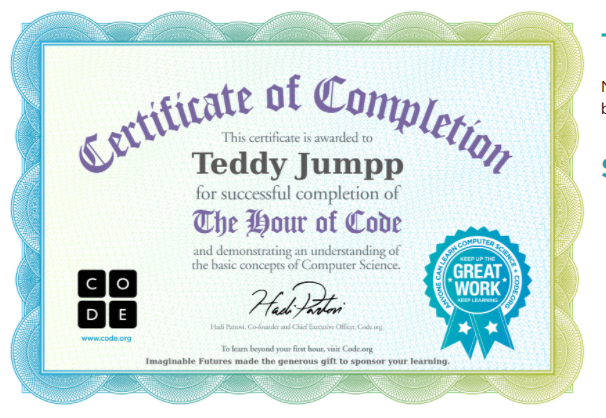 Certificate of Completion
This certificate is awarded to
Teddy Jumpp
for successful completion of
The Hour of Code
and demonstrating an understanding of
the basic concepts of Computer Science.
C O
D E
www.code.org
Hadi Partovi
Hadi Partovi, Co-founder and Chief Executive Officer, Code.org
To learn beyond your first hour, visit Code.org
Imaginable Futures made the generous gift to sponsor your learning.
ANYONE CAN LEARN COMPUTER SCIENCE • CODE.ORG
KEEP UP THE
GREAT
WORK
KEEP LEARNING